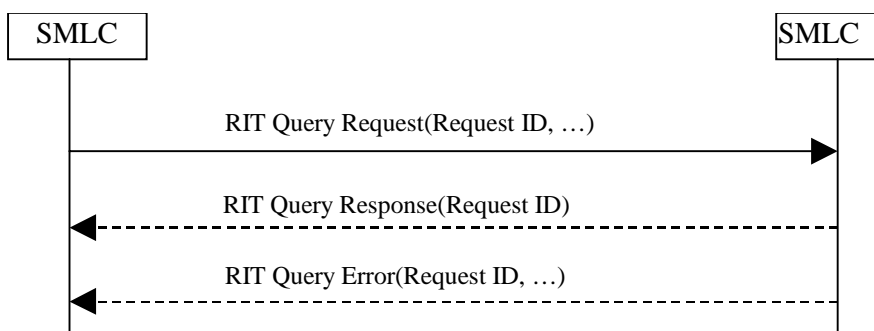 SMLC
SMLC
RIT Query Request(Request ID, …)
RIT Query Response(Request ID)
RIT Query Error(Request ID, …)